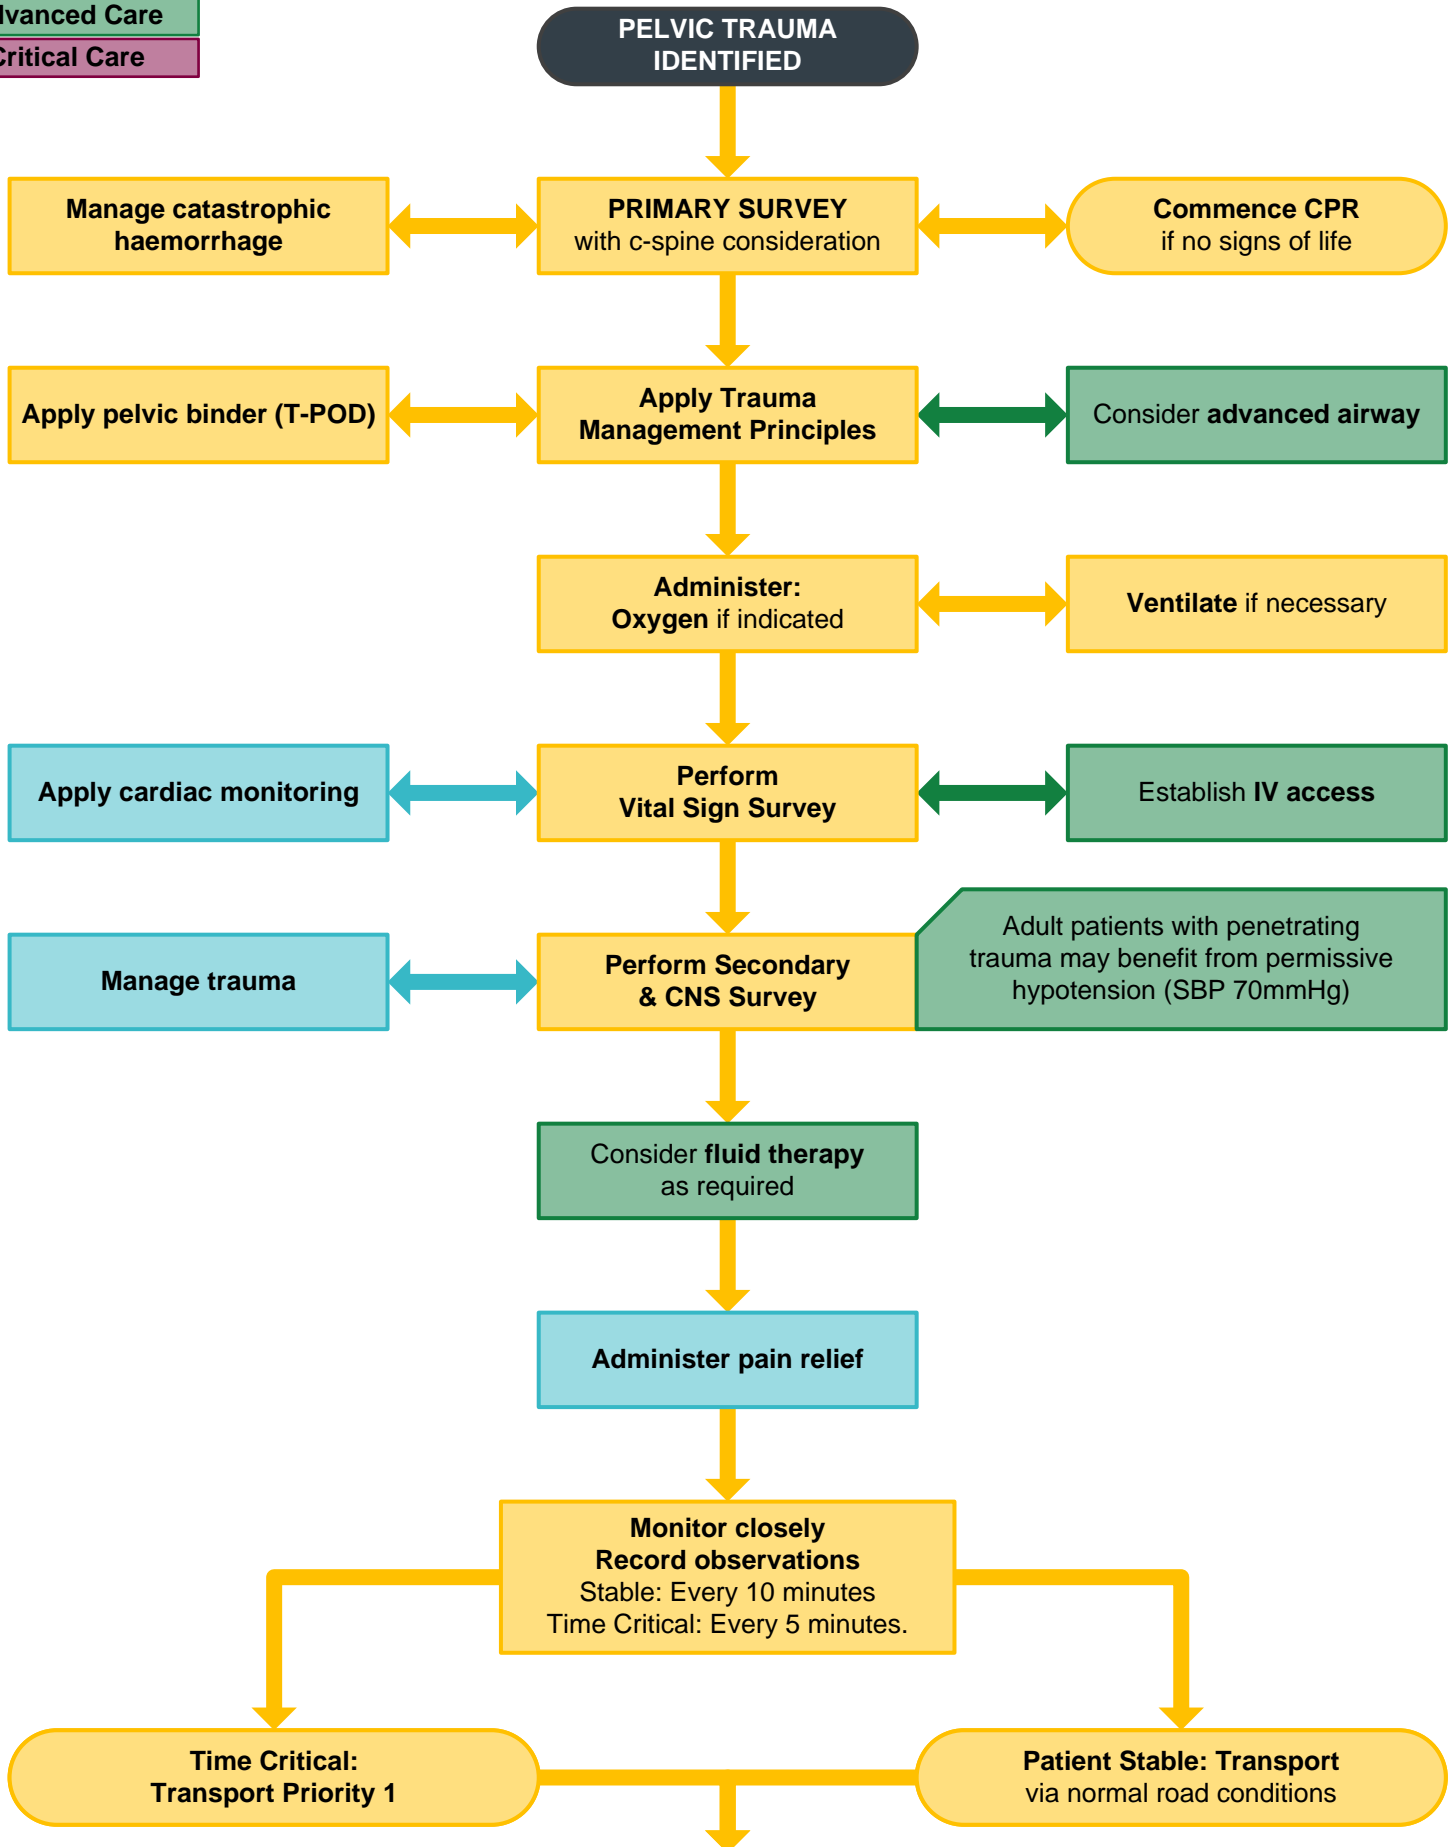 Advanced Care
Critical Care
PELVIC TRAUMA
IDENTIFIED
Manage catastrophic
haemorrhage
PRIMARY SURVEY
with c-spine consideration
Commence CPR
if no signs of life
Apply pelvic binder (T-POD)
Apply Trauma
Management Principles
Consider advanced airway
Administer:
Oxygen if indicated
Ventilate if necessary
Apply cardiac monitoring
Perform
Vital Sign Survey
Establish IV access
Manage trauma
Perform Secondary
& CNS Survey
Adult patients with penetrating
trauma may benefit from permissive
hypotension (SBP 70mmHg)
Consider fluid therapy
as required
Administer pain relief
Monitor closely
Record observations
Stable: Every 10 minutes
Time Critical: Every 5 minutes.
Time Critical:
Transport Priority 1
Patient Stable: Transport
via normal road conditions